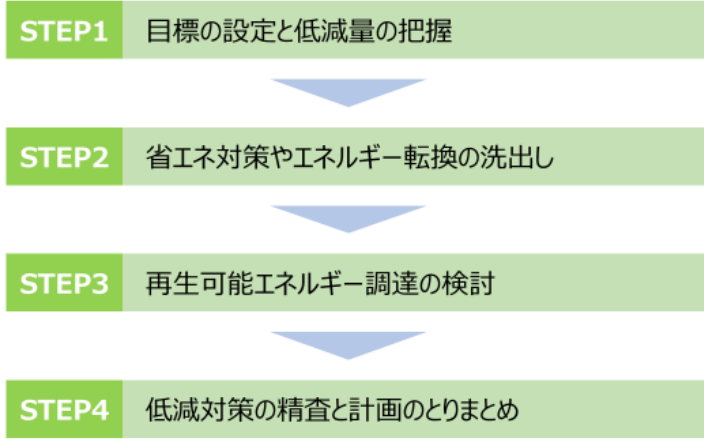 STEP1 目標の設定と低減量の把握
STEP2 省エネ対策やエネルギー転換の洗出し
STEP3 再生可能エネルギー調達の検討
STEP4 低減対策の精査と計画のとりまとめ